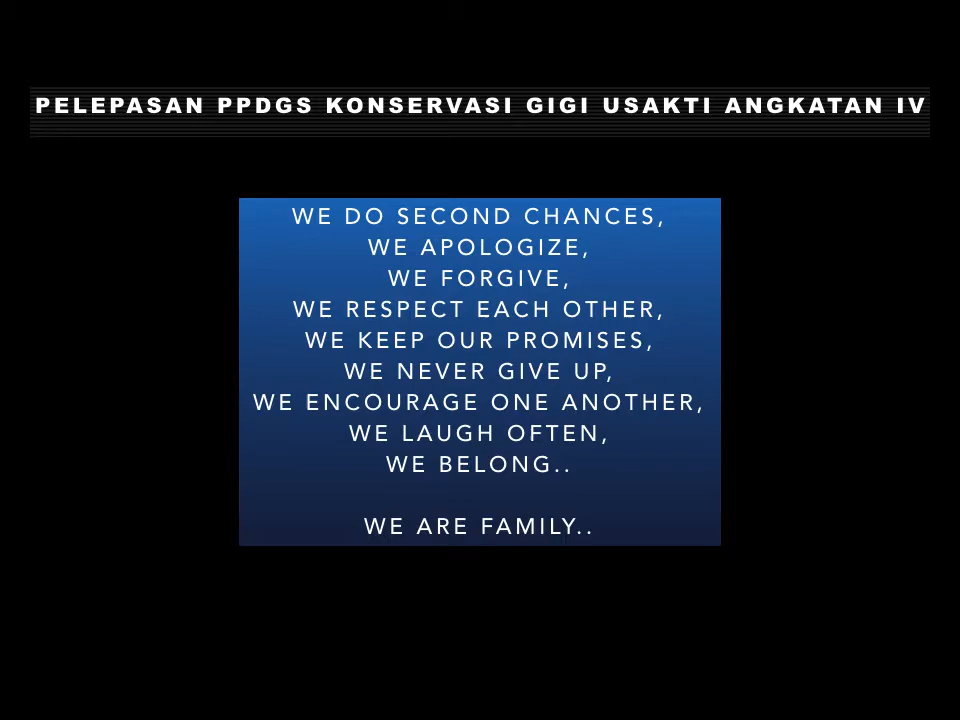 PELEPASAN PPDGS KONSERVASI GIGI USAKTI ANGKATAN IV
WE DO SECOND CHANCES,
WE APOLOGIZE,
WE FORGIVE,
WE RESPECT EACH OTHER,
WE KEEP OUR PROMISES,
WE NEVER GIVE UP,
WE ENCOURAGE ONE ANOTHER,
WE LAUGH OFTEN,
WE BELONG..
WE ARE FAMILY..